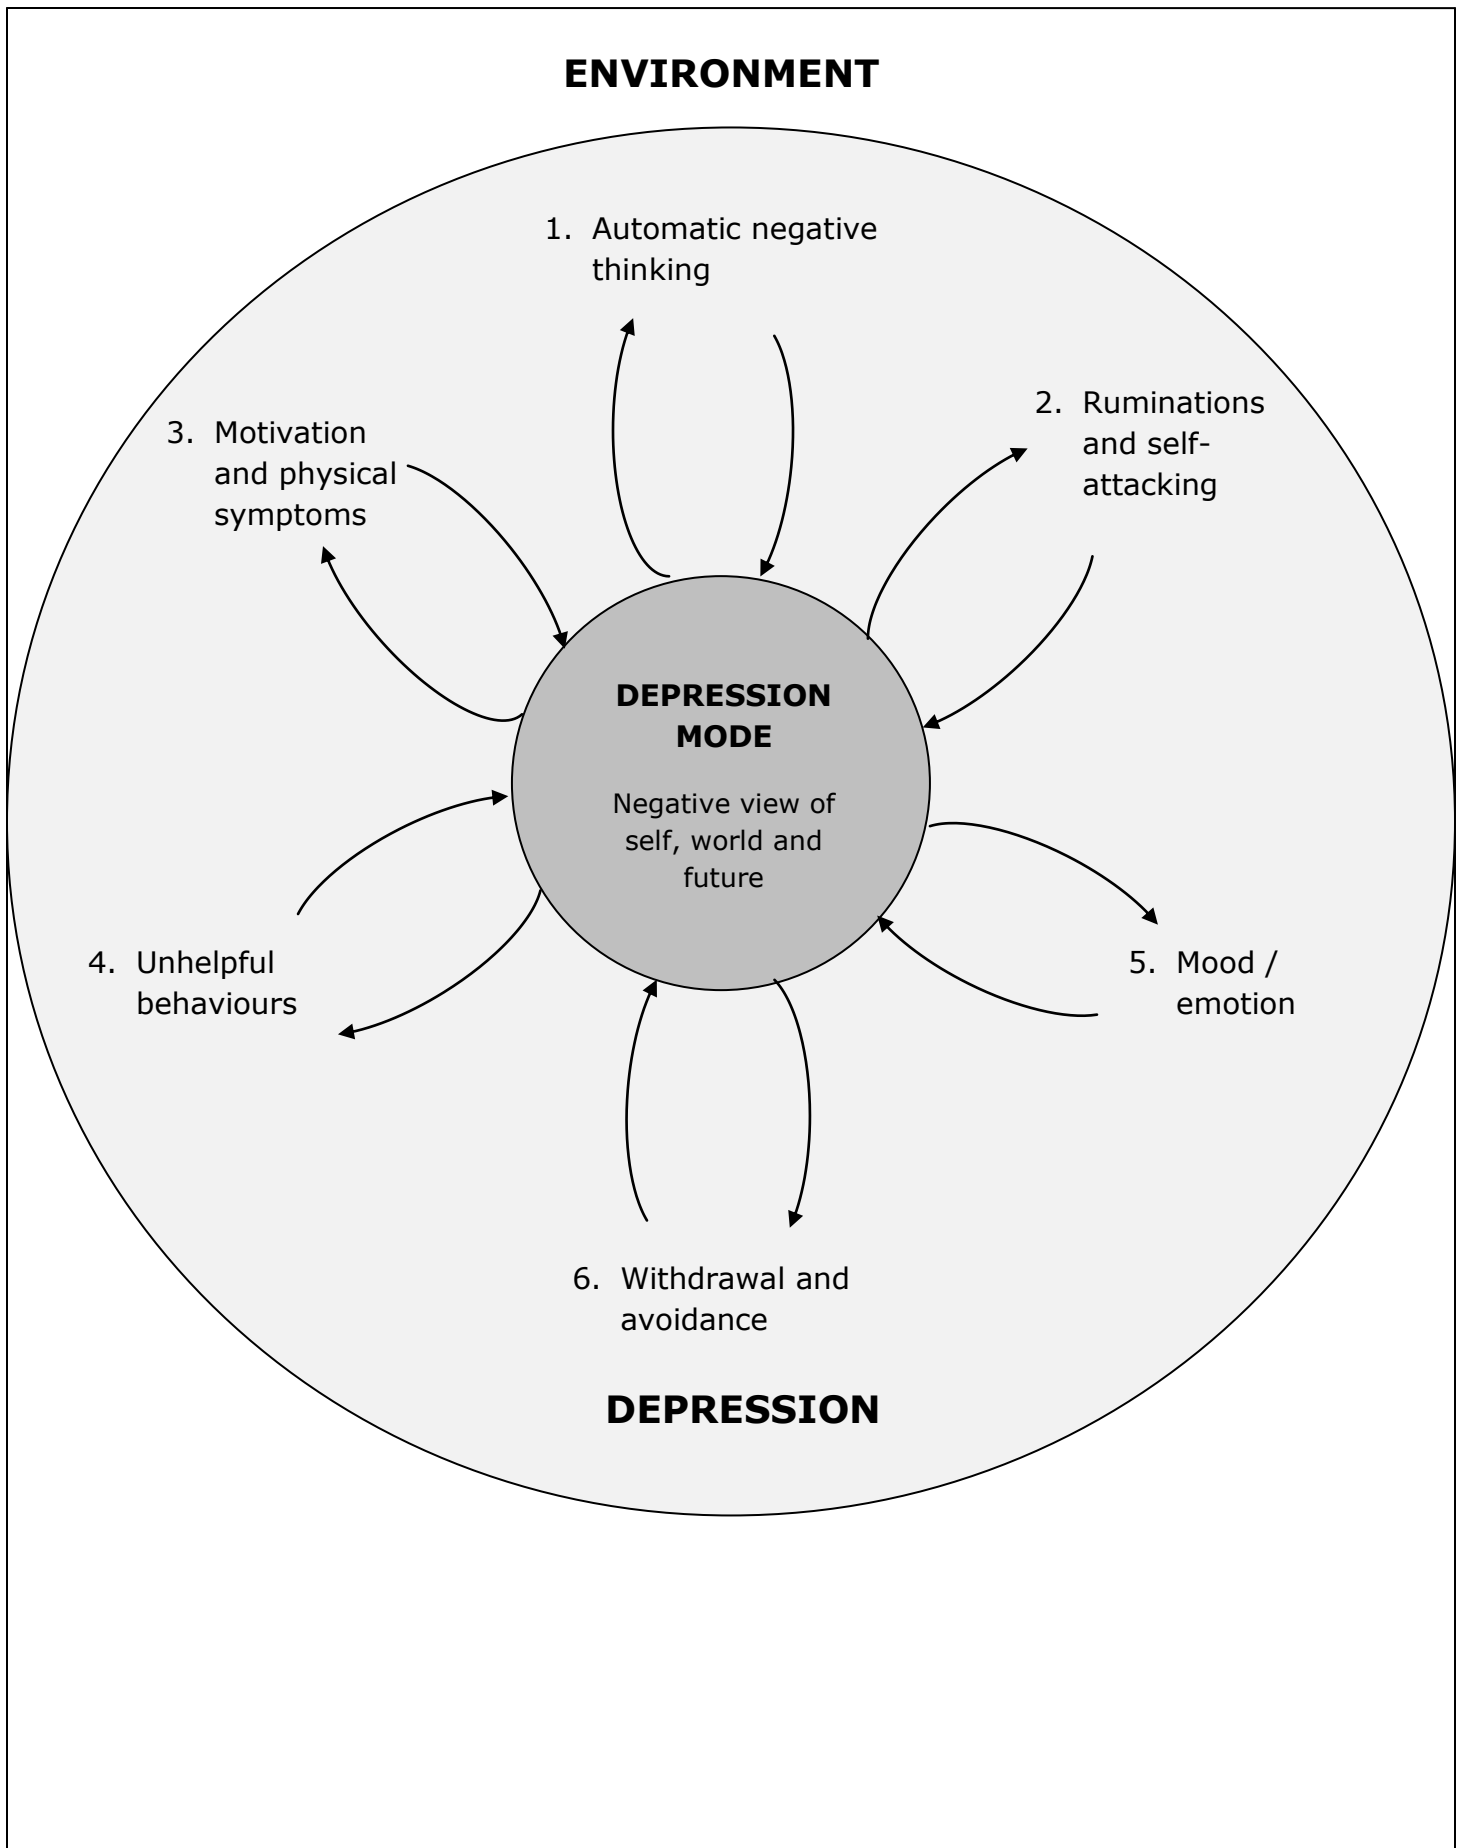 ENVIRONMENT
1. Automatic negative
thinking
2. Ruminations
and self-
attacking
3. Motivation
and physical
symptoms
DEPRESSION
MODE
Negative view of
self, world and
future
4. Unhelpful
behaviours
5. Mood /
emotion
6. Withdrawal and
avoidance
DEPRESSION